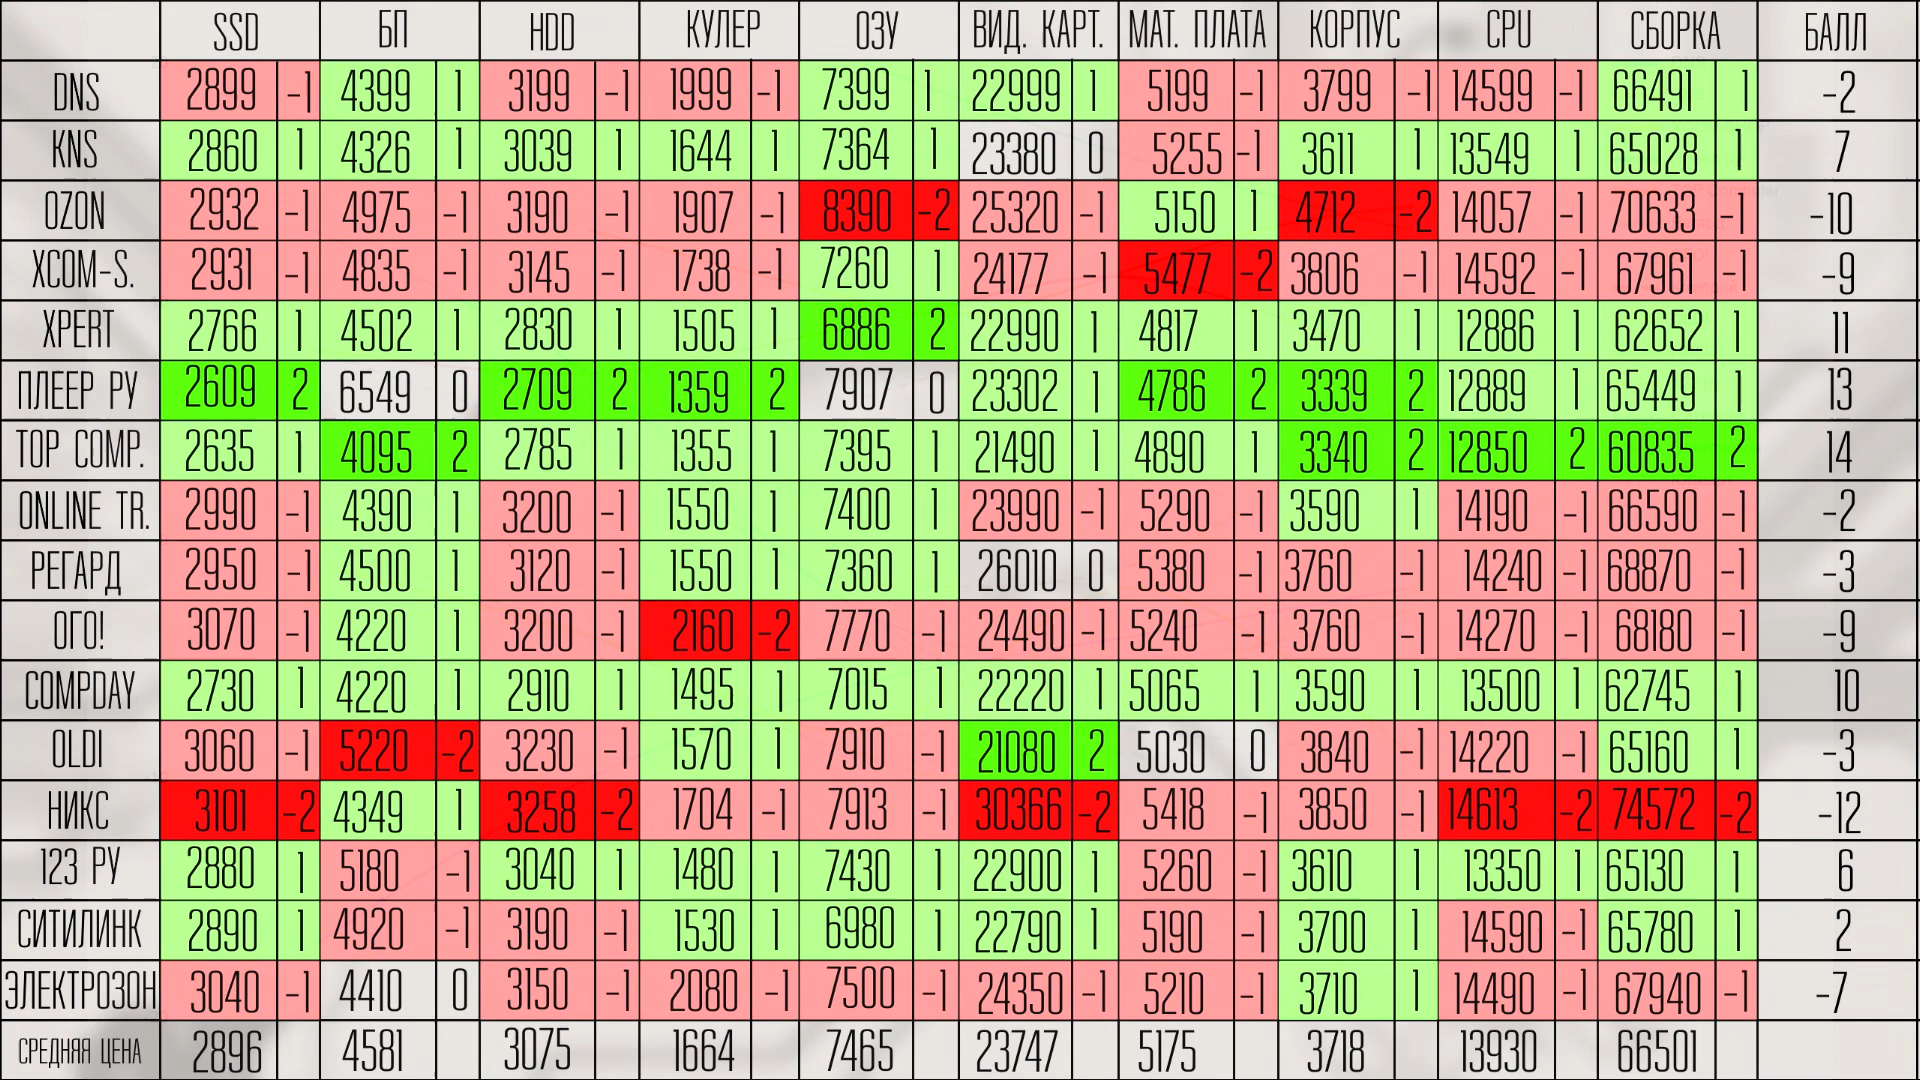 SSD БП HDD КУЛЕР ОЗУ ВИД. КАРТ. МАТ. ПЛАТА КОРПУС CPU СБОРКА БАЛЛ
DNS 2899 -1 4399 1 3199 -1 1999 -1 7399 1 22999 1 5199 -1 3799 -1 14599 -1 66491 1 -2
KNS 2860 1 4326 1 3039 1 1644 1 7364 1 23380 0 5255 -1 3611 1 13549 1 65028 1 7
OZON 2932 -1 4975 -1 3190 -1 1907 -1 8390 -2 25320 -1 5150 1 4712 -2 14057 -1 70633 -1 -10
XCOM-S. 2931 -1 4835 -1 3145 -1 1738 -1 7260 1 24177 -1 5477 -2 3806 -1 14592 -1 67961 -1 -9
XPERT 2766 1 4502 1 2830 1 1505 1 6886 2 22990 1 4817 1 3470 1 12886 1 62652 1 11
ПЛЕЕР РУ 2609 2 6549 0 2709 2 1359 2 7907 0 23302 1 4786 2 3339 2 12889 1 65449 1 13
TOP COMP. 2635 1 4095 2 2785 1 1355 1 7395 1 21490 1 4890 1 3340 2 12850 2 60835 2 14
ONLINE TR. 2990 -1 4390 1 3200 -1 1550 1 7400 1 23990 -1 5290 -1 3590 1 14190 -1 66590 -1 -2
РЕГАРД 2950 -1 4500 1 3120 -1 1550 1 7360 1 26010 0 5380 -1 3760 -1 14240 -1 68870 -1 -3
ОГО! 3070 -1 4220 1 3200 -1 2160 -2 7770 -1 24490 -1 5240 -1 3760 -1 14270 -1 68180 -1 -9
COMPDAY 2730 1 4220 1 2910 1 1495 1 7015 1 22220 1 5065 1 3590 1 13500 1 62745 1 10
OLDI 3060 -1 5220 -2 3230 -1 1570 1 7910 -1 21080 2 5030 0 3840 -1 14220 -1 65160 1 -3
НИКС 3101 -2 4349 1 3258 -2 1704 -1 7913 -1 30366 -2 5418 -1 3850 -1 14613 -2 74572 -2 -12
123 РУ 2880 1 5180 -1 3040 1 1480 1 7430 1 22900 1 5260 -1 3610 1 13350 1 65130 1 6
СИТИЛИНК 2890 1 4920 -1 3190 -1 1530 1 6980 1 22790 1 5190 -1 3700 1 14590 -1 65780 1 2
ЭЛЕКТРОЗОН 3040 -1 4410 0 3150 -1 2080 -1 7500 -1 24350 -1 5210 -1 3710 1 14490 -1 67940 -1 -7
СРЕДНЯЯ ЦЕНА 2896 4581 3075 1664 7465 23747 5175 3718 13930 66501